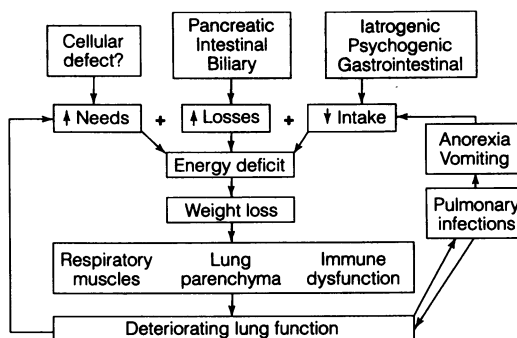 Cellular
defect?
Pancreatic
Intestinal
Biliary
Iatrogenic
Psychogenic
Gastrointestinal
↑ Needs + ↑ Losses + ↓ Intake
Anorexia
Vomiting
Energy deficit
Pulmonary
infections
Weight loss
Respiratory
muscles
Lung
parenchyma
Immune
dysfunction
Deteriorating lung function